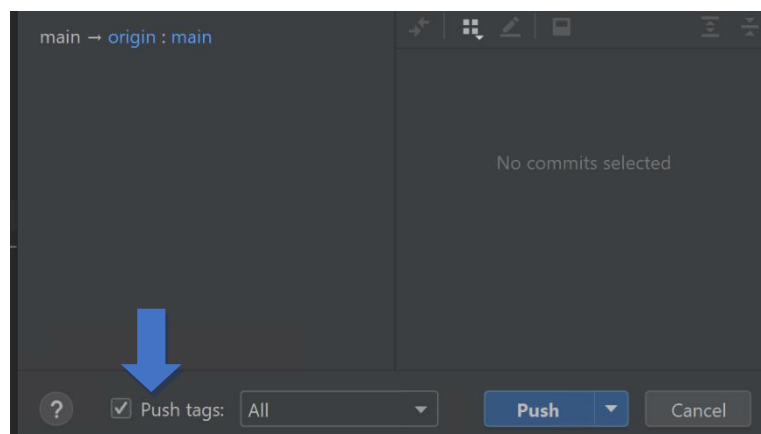 main → origin : main
No commits selected
? Push tags: All Push Cancel